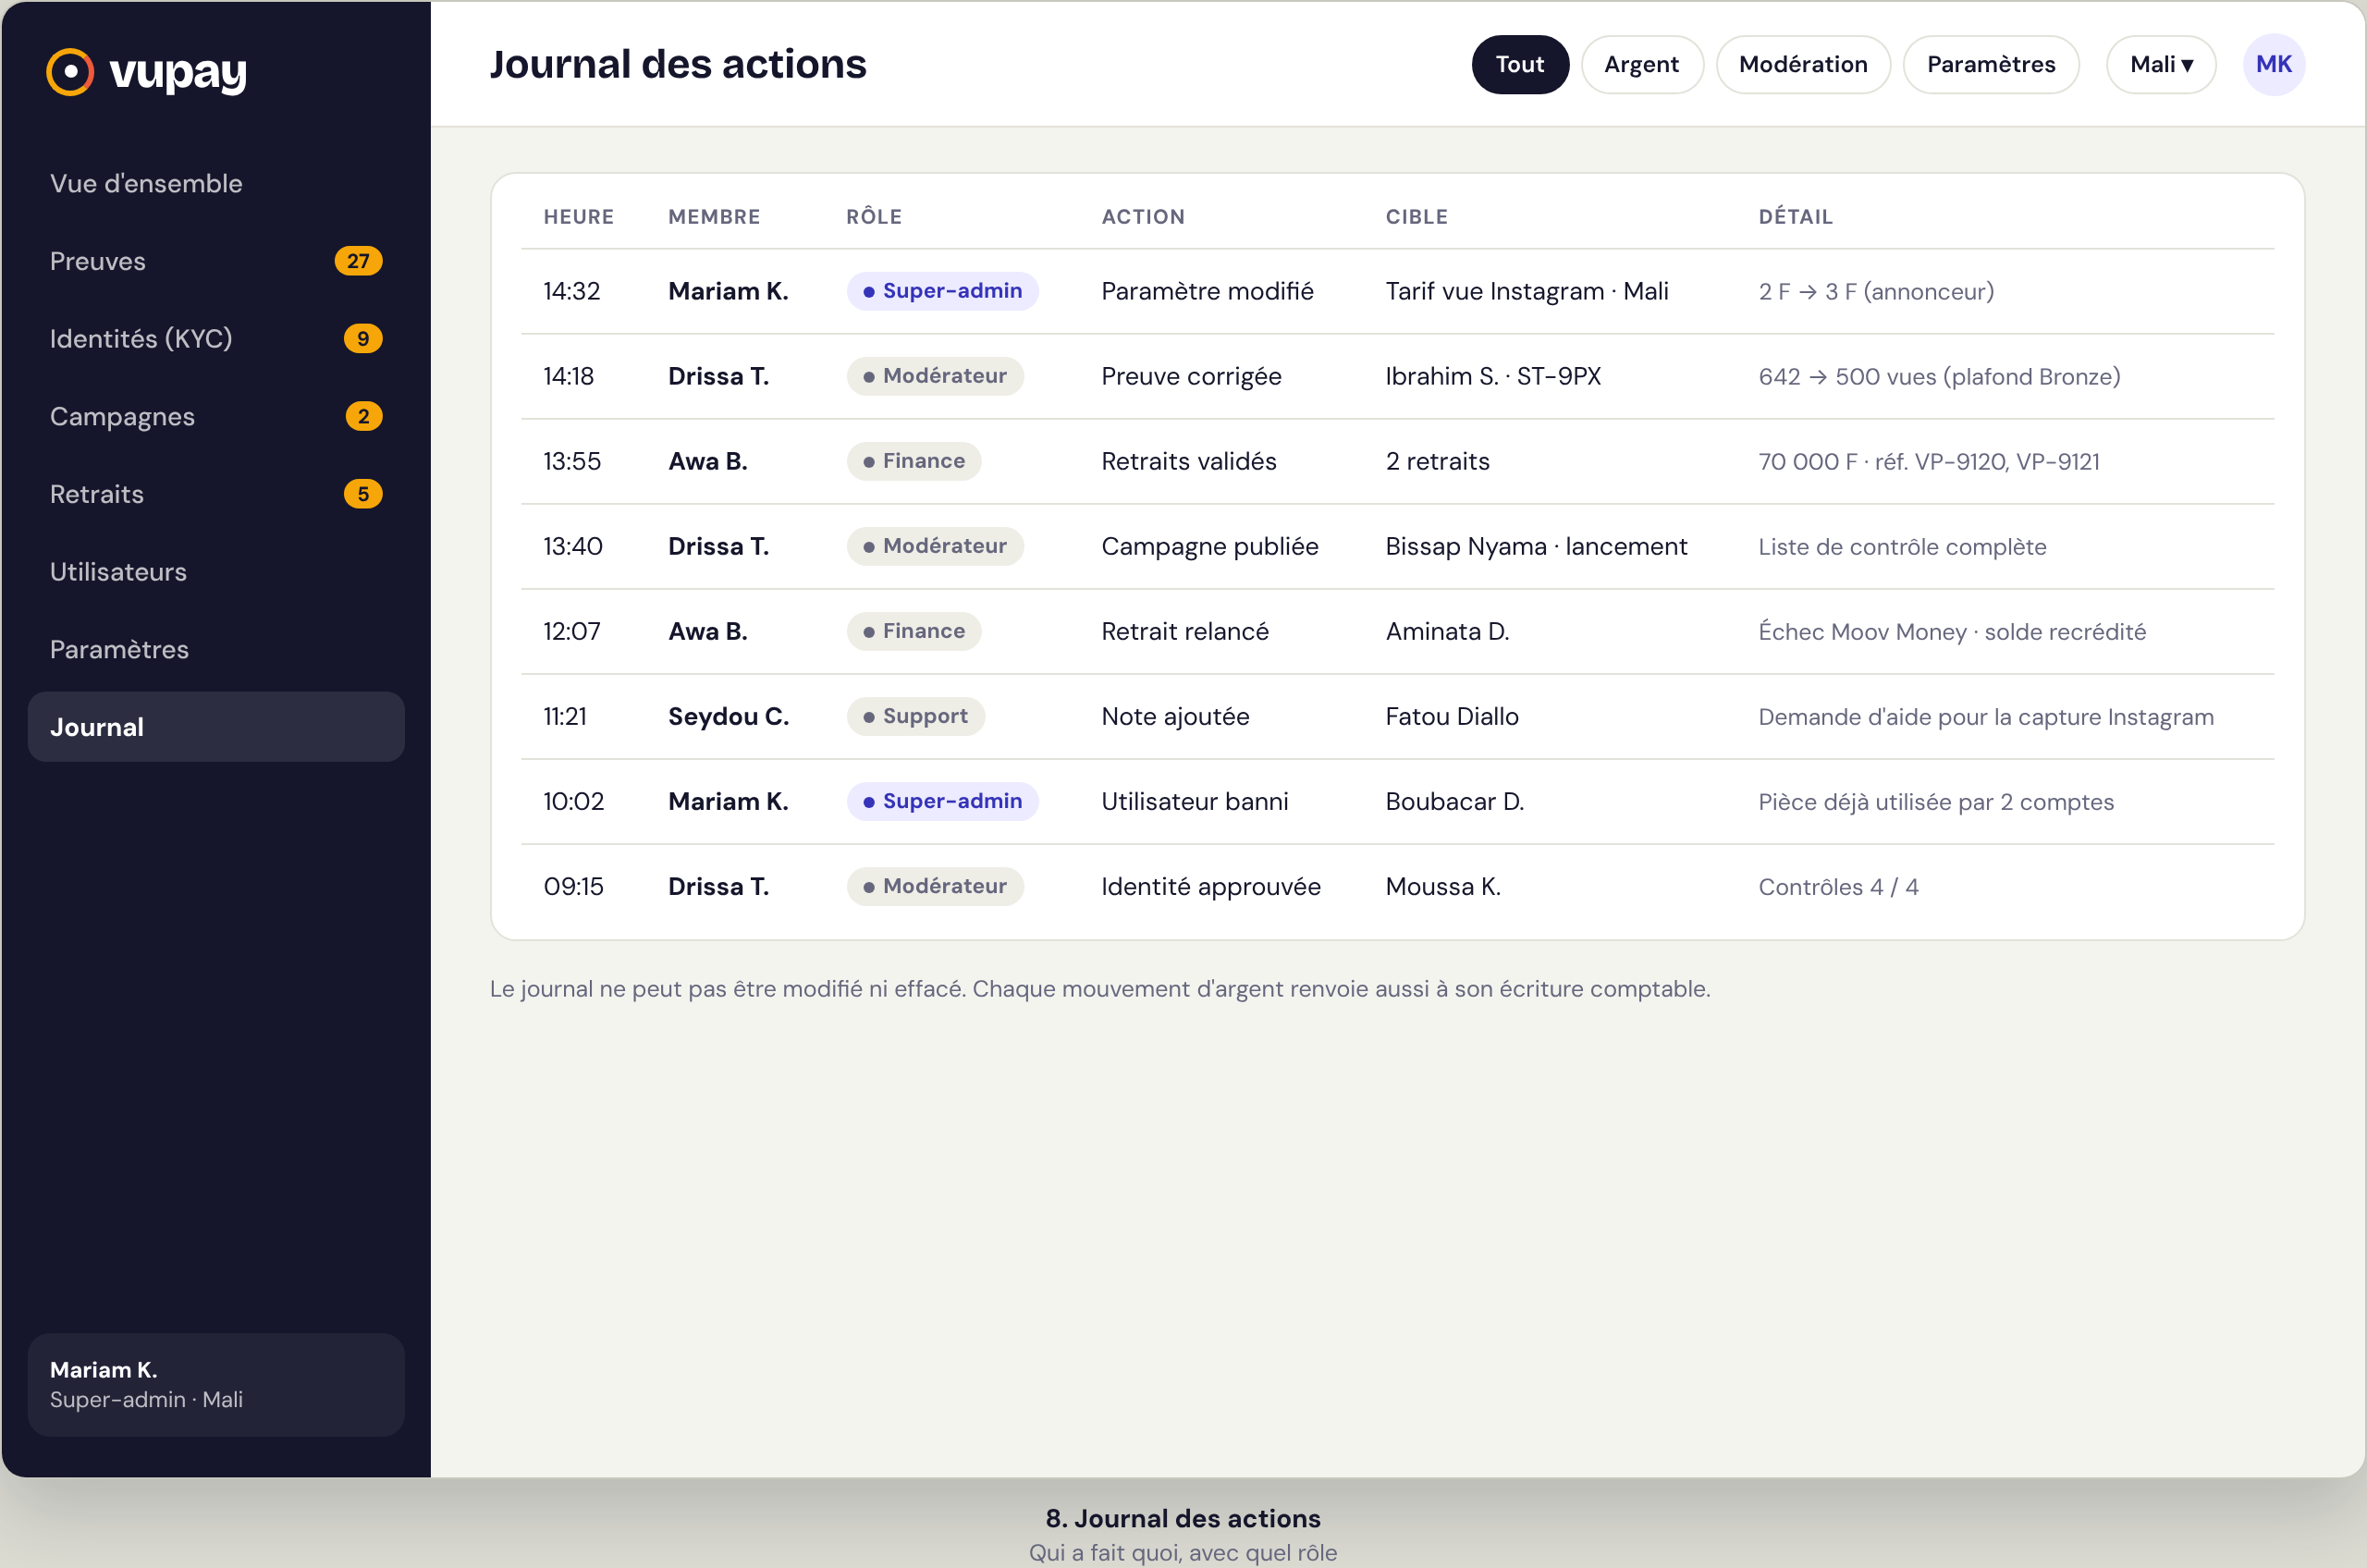 vupay
Vue d'ensemble
Preuves 27
Identités (KYC) 9
Campagnes 2
Retraits 5
Utilisateurs
Paramètres
Journal
Mariam K.
Super-admin · Mali
Journal des actions
Tout Argent Modération Paramètres Mali ▾ MK
HEURE MEMBRE RÔLE ACTION CIBLE DÉTAIL
14:32 Mariam K. Super-admin Paramètre modifié Tarif vue Instagram · Mali 2 F → 3 F (annonceur)
14:18 Drissa T. Modérateur Preuve corrigée Ibrahim S. · ST-9PX 642 → 500 vues (plafond Bronze)
13:55 Awa B. Finance Retraits validés 2 retraits 70 000 F · réf. VP-9120, VP-9121
13:40 Drissa T. Modérateur Campagne publiée Bissap Nyama · lancement Liste de contrôle complète
12:07 Awa B. Finance Retrait relancé Aminata D. Échec Moov Money · solde recrédité
11:21 Seydou C. Support Note ajoutée Fatou Diallo Demande d'aide pour la capture Instagram
10:02 Mariam K. Super-admin Utilisateur banni Boubacar D. Pièce déjà utilisée par 2 comptes
09:15 Drissa T. Modérateur Identité approuvée Moussa K. Contrôles 4 / 4
Le journal ne peut pas être modifié ni effacé. Chaque mouvement d'argent renvoie aussi à son écriture comptable.
8. Journal des actions
Qui a fait quoi, avec quel rôle